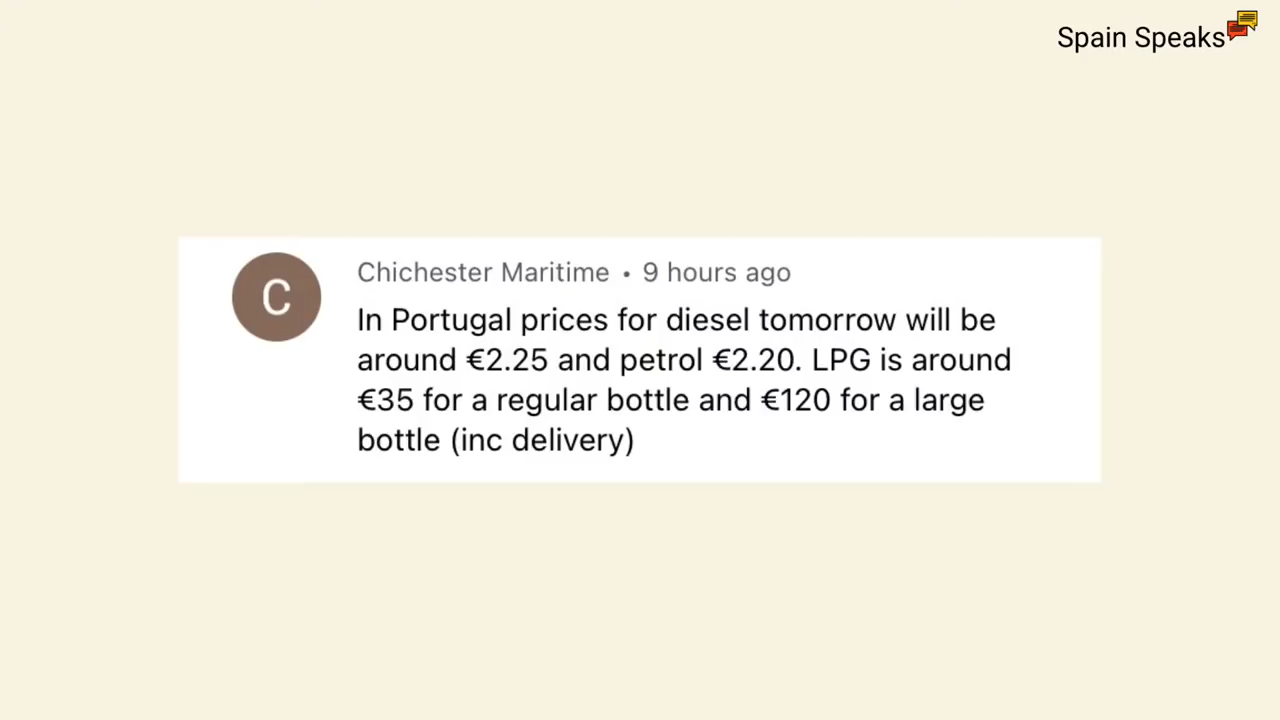 Spain Speaks
C
Chichester Maritime • 9 hours ago
In Portugal prices for diesel tomorrow will be
around €2.25 and petrol €2.20. LPG is around
€35 for a regular bottle and €120 for a large
bottle (inc delivery)